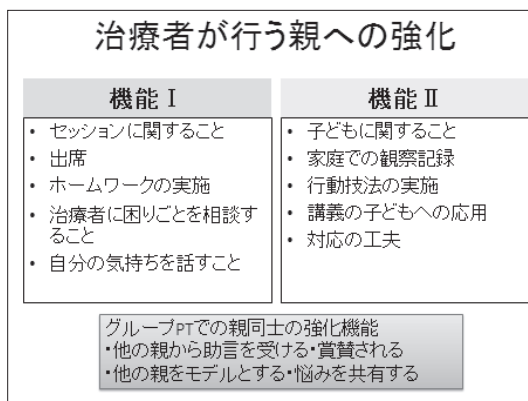 治療者が行う親への強化
機能Ⅰ
• セッションに関すること
• 出席
• ホームワークの実施
• 治療者に困りごとを相談す
ること
• 自分の気持ちを話すこと
機能Ⅱ
• 子どもに関すること
• 家庭での観察記録
• 行動技法の実施
• 講義の子どもへの応用
• 対応の工夫
グループPTでの親同士の強化機能
・他の親から助言を受ける・賞賛される
・他の親をモデルとする・悩みを共有する